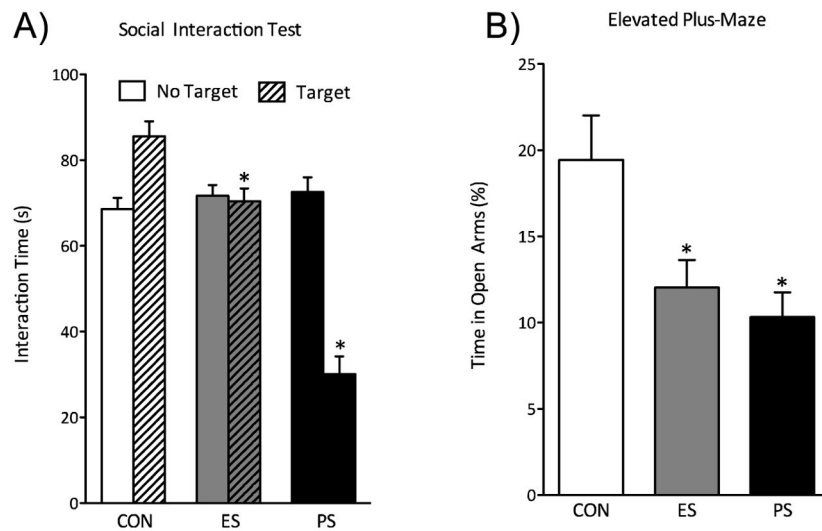 A)
Social Interaction Test
No Target
Target
Interaction Time (s)
100
80
60
40
20
0
*
*
CON
ES
PS
B)
Elevated Plus-Maze
Time in Open Arms (%)
25
20
15
10
5
0
*
*
CON
ES
PS